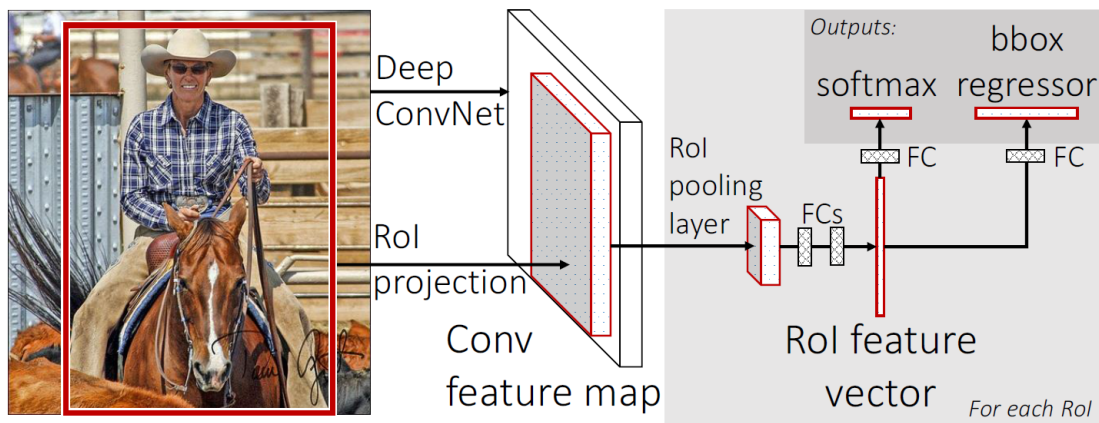 Deep
ConvNet
RoI
projection
Conv
feature map
RoI
pooling
layer
FCs
RoI feature
vector
For each RoI
Outputs:
softmax
bbox
regressor
FC
FC